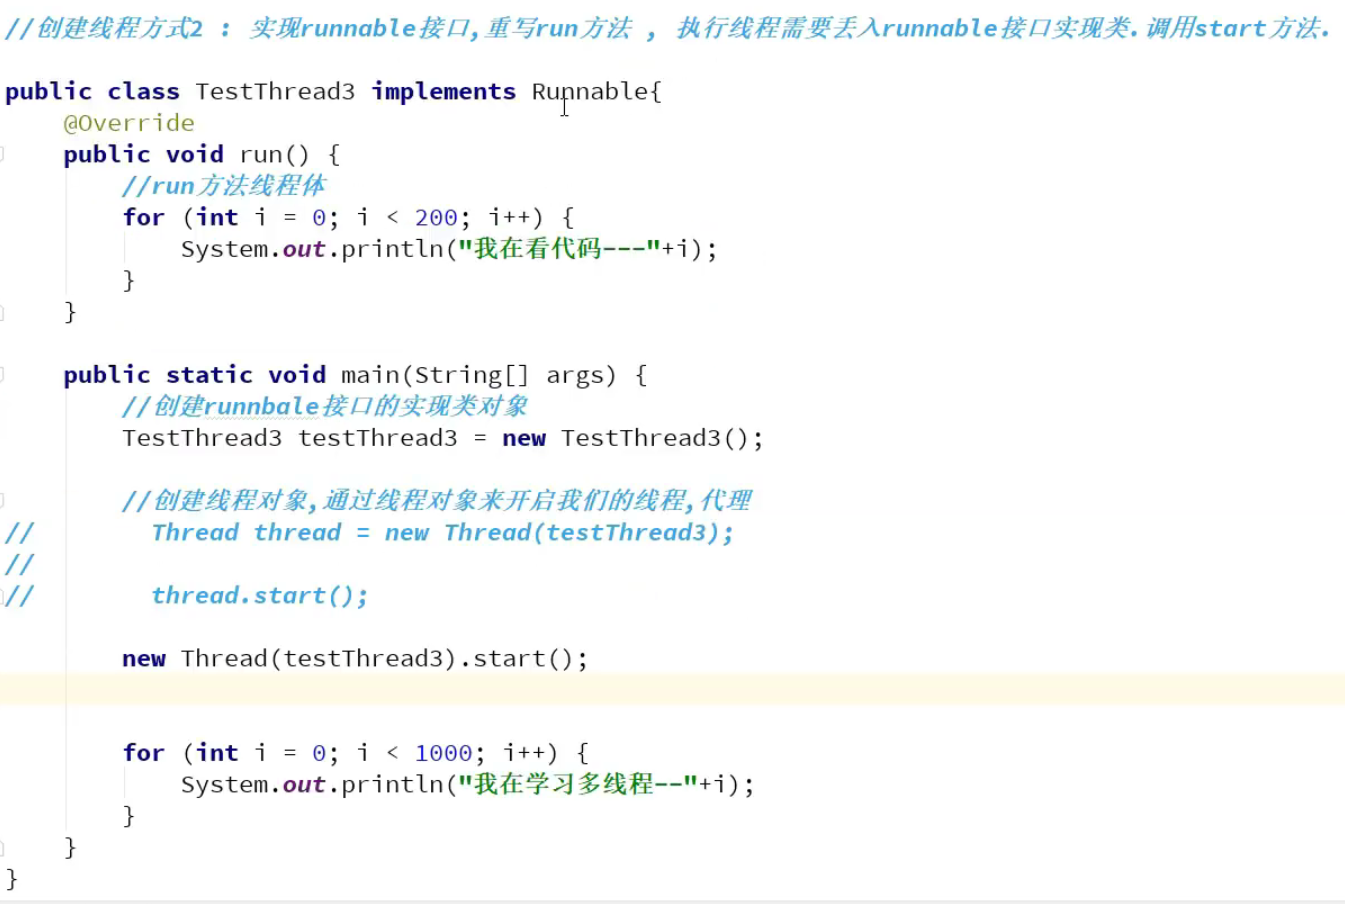 //创建线程方式2 : 实现runnable接口,重写run方法 , 执行线程需要丢入runnable接口实现类.调用start方法.
public class TestThread3 implements Runnable{
@Override
public void run() {
//run方法线程体
for (int i = 0; i < 200; i++) {
System.out.println("我在看代码---"+i);
}
}
public static void main(String[] args) {
//创建runnbale接口的实现类对象
TestThread3 testThread3 = new TestThread3();
//创建线程对象,通过线程对象来开启我们的线程,代理
// Thread thread = new Thread(testThread3);
//
// thread.start();
new Thread(testThread3).start();
for (int i = 0; i < 1000; i++) {
System.out.println("我在学习多线程--"+i);
}
}
}